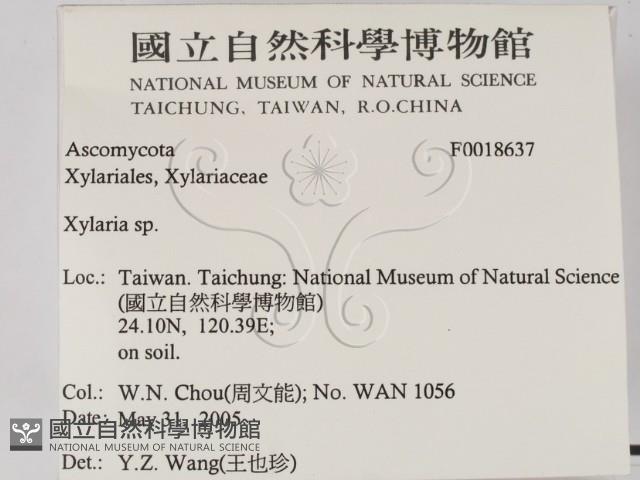 國立自然科學博物館
NATIONAL MUSEUM OF NATURAL SCIENCE
TAICHUNG, TAIWAN, R.O.CHINA
Ascomycota F0018637
Xylariales, Xylariaceae
Xylaria sp.
Loc.: Taiwan. Taichung: National Museum of Natural Science
(國立自然科學博物館)
24.10N, 120.39E;
on soil.
Col.: W.N. Chou(周文能); No. WAN 1056
Date: May 31, 2005
國立自然科學博物館
NATIONAL MUSEUM OF NATURAL SCIENCE
Det.: Y.Z. Wang(王也珍)